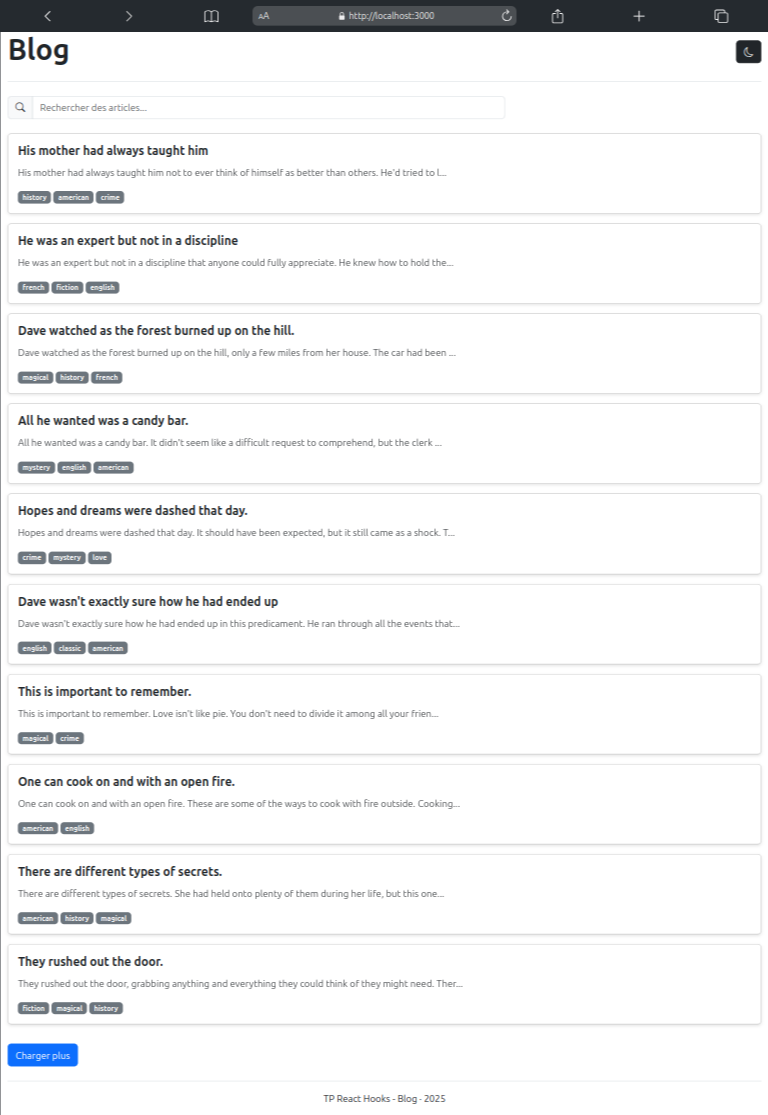 AA http://localhost:3000
Blog
Rechercher des articles...
His mother had always taught him
His mother had always taught him not to ever think of himself as better than others. He'd tried to l...
history american crime
He was an expert but not in a discipline
He was an expert but not in a discipline that anyone could fully appreciate. He knew how to hold the...
french fiction english
Dave watched as the forest burned up on the hill.
Dave watched as the forest burned up on the hill, only a few miles from her house. The car had been ...
magical history french
All he wanted was a candy bar.
All he wanted was a candy bar. It didn't seem like a difficult request to comprehend, but the clerk ...
mystery english american
Hopes and dreams were dashed that day.
Hopes and dreams were dashed that day. It should have been expected, but it still came as a shock. T...
crime mystery love
Dave wasn't exactly sure how he had ended up
Dave wasn't exactly sure how he had ended up in this predicament. He ran through all the events that...
english classic american
This is important to remember.
This is important to remember. Love isn't like pie. You don't need to divide it among all your frien...
magical crime
One can cook on and with an open fire.
One can cook on and with an open fire. These are some of the ways to cook with fire outside. Cooking...
american english
There are different types of secrets.
There are different types of secrets. She had held onto plenty of them during her life, but this one...
american history magical
They rushed out the door.
They rushed out the door, grabbing anything and everything they could think of they might need. Ther...
fiction magical history
Charger plus
TP React Hooks - Blog - 2025